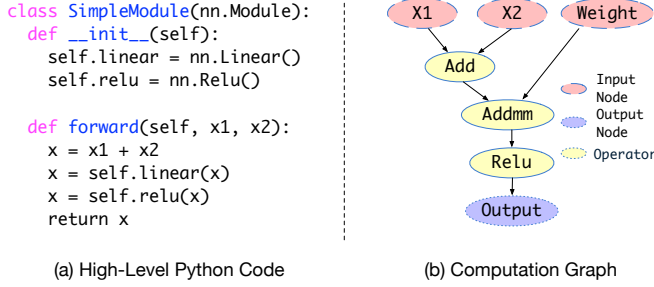 class SimpleModule(nn.Module):
def __init__(self):
self.linear = nn.Linear()
self.relu = nn.Relu()
def forward(self, x1, x2):
x = x1 + x2
x = self.linear(x)
x = self.relu(x)
return x
(a) High-Level Python Code
X1 X2 Weight
Add
Addmm
Relu
Output
Input
Node
Output
Node
Operator
(b) Computation Graph